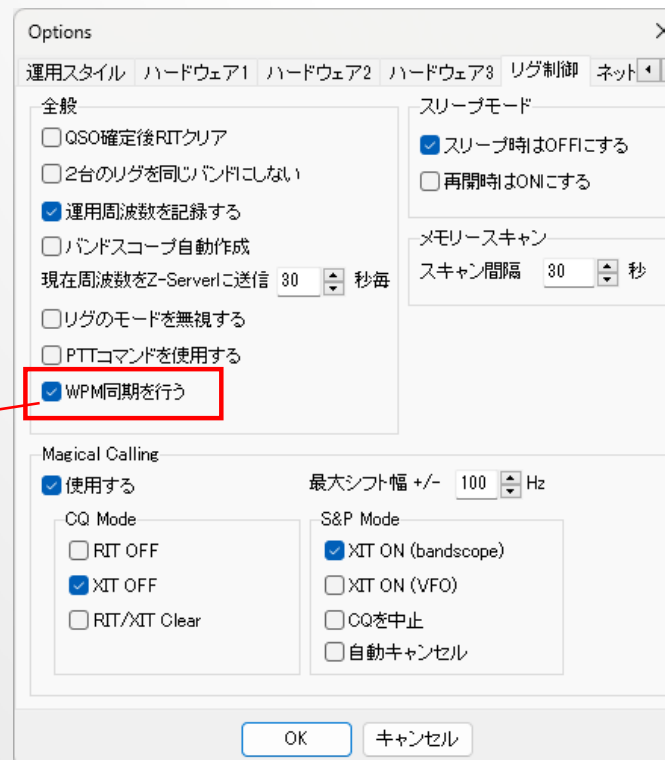 Options
運用スタイル ハードウェア1 ハードウェア2 ハードウェア3 リグ制御 ネット
全般
QSO確定後RITクリア
2台のリグを同じバンドにしない
運用周波数を記録する
バンドスコープ自動作成
現在周波数をZ-Serverに送信 30 秒毎
リグのモードを無視する
PTTコマンドを使用する
WPM同期を行う
スリープモード
スリープ時はOFFにする
再開時はONにする
メモリースキャン
スキャン間隔 30 秒
Magical Calling
使用する
最大シフト幅 +/- 100 Hz
CQ Mode
RIT OFF
XIT OFF
RIT/XIT Clear
S&P Mode
XIT ON (bandscope)
XIT ON (VFO)
CQを中止
自動キャンセル
OK
キャンセル